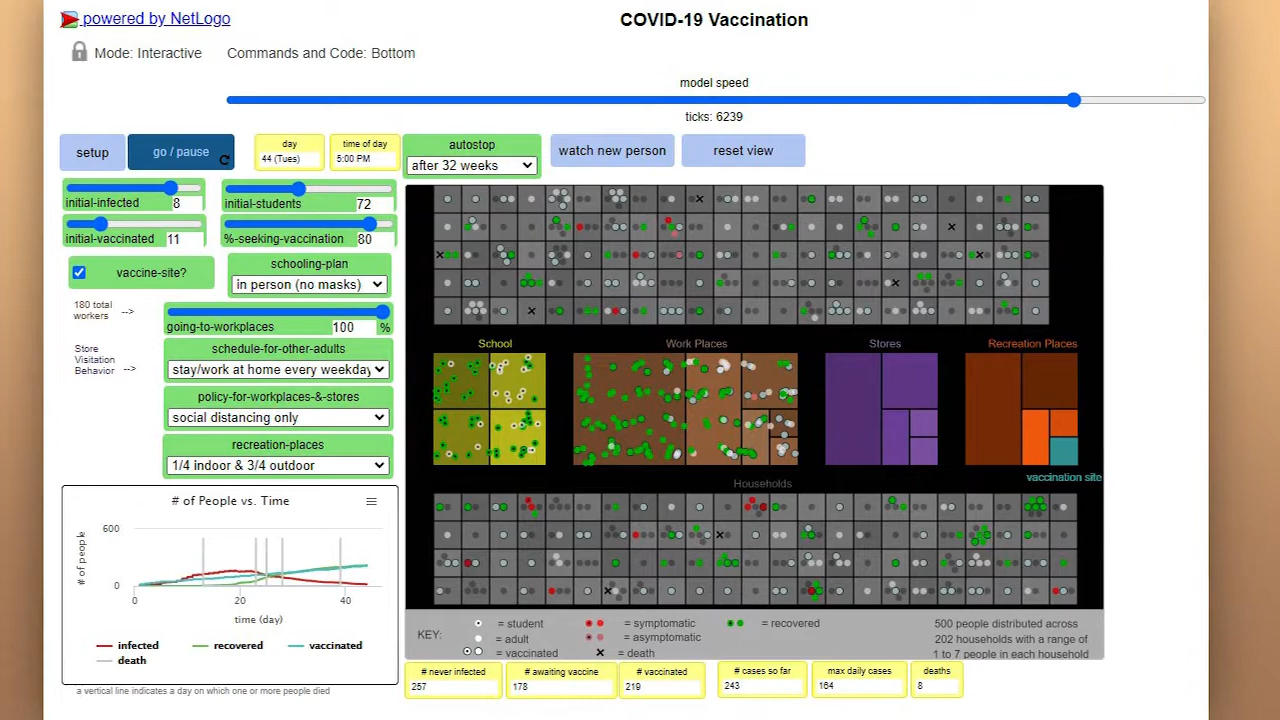 powered by NetLogo
COVID-19 Vaccination
Mode: Interactive
Commands and Code: Bottom
model speed
ticks: 6239
setup
go / pause
day
44 (Tues)
time of day
5:00 PM
autostop
after 32 weeks
watch new person
reset view
initial-infected 8
initial-students 72
initial-vaccinated 11
%-seeking-vaccination 80
vaccine-site?
schooling-plan
in person (no masks)
180 total
workers -->
going-to-workplaces 100 %
Store
Visitation
Behavior -->
schedule-for-other-adults
stay/work at home every weekday
policy-for-workplaces-&-stores
social distancing only
recreation-places
1/4 indoor & 3/4 outdoor
School
Work Places
Stores
Recreation Places
vaccination site
Households
# of People vs. Time
# of people
600
0
0
20
40
time (day)
infected
recovered
vaccinated
death
a vertical line indicates a day on which one or more people died
KEY:
= student
= adult
= vaccinated
= symptomatic
= asymptomatic
= death
= recovered
500 people distributed across
202 households with a range of
1 to 7 people in each household
# never infected
257
# awaiting vaccine
178
# vaccinated
219
# cases so far
243
max daily cases
164
deaths
8